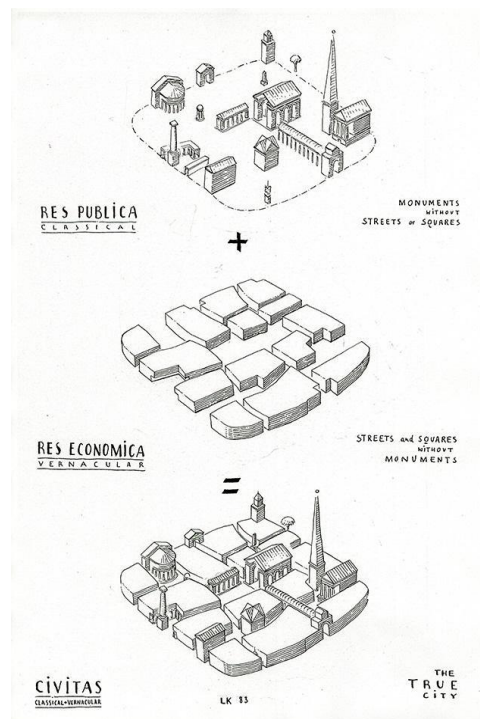 RES PUBLICA
CLASSICAL
MONUMENTS
WITHOUT
STREETS or SQUARES
+
RES ECONOMICA
VERNACULAR
STREETS and SQUARES
WITHOUT
MONUMENTS
=
CIVITAS
CLASSICAL+VERNACULAR
LK 83
THE
TRUE
CITY